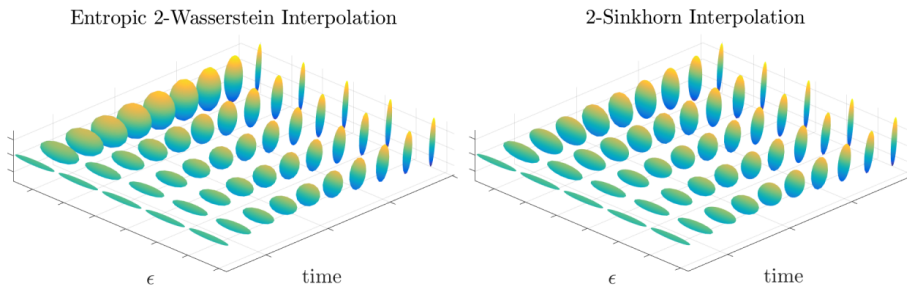 Entropic 2-Wasserstein Interpolation
2-Sinkhorn Interpolation
ϵ
time
ϵ
time